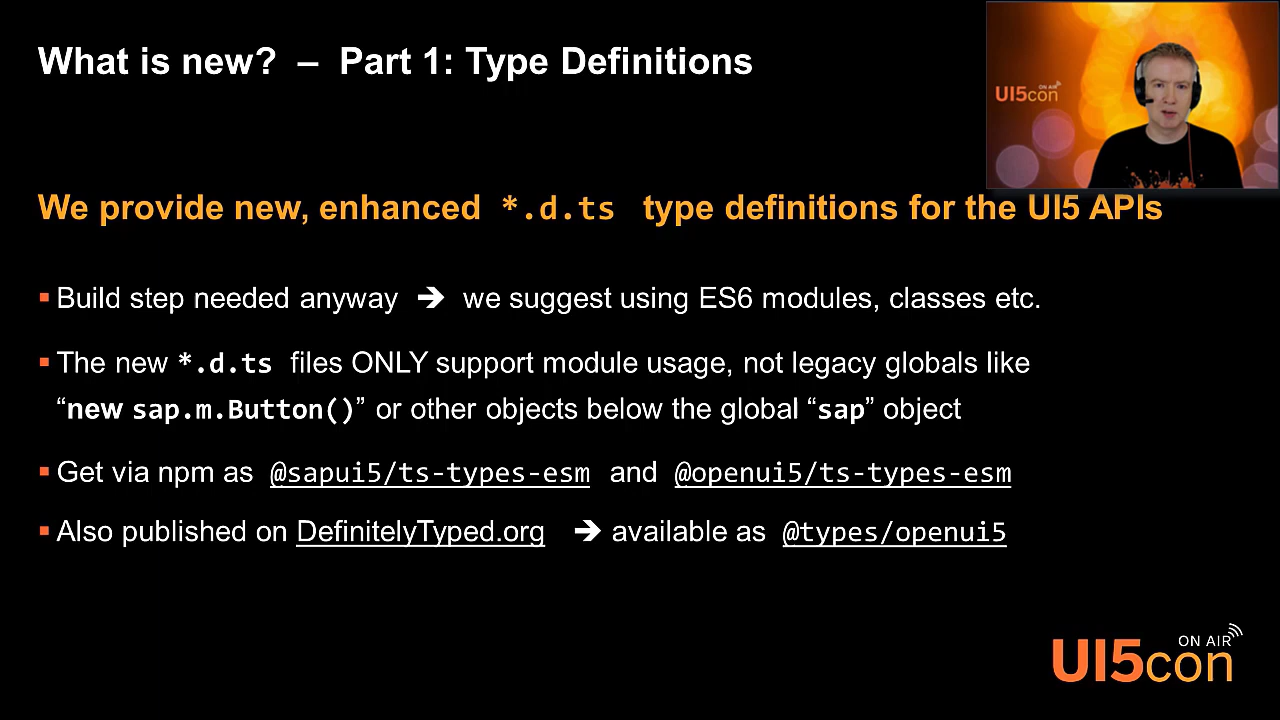 What is new? – Part 1: Type Definitions
UI5con
ON AIR
We provide new, enhanced *.d.ts type definitions for the UI5 APIs
▪ Build step needed anyway ➔ we suggest using ES6 modules, classes etc.
▪ The new *.d.ts files ONLY support module usage, not legacy globals like
“new sap.m.Button()” or other objects below the global “sap” object
▪ Get via npm as @sapui5/ts-types-esm and @openui5/ts-types-esm
▪ Also published on DefinitelyTyped.org ➔ available as @types/openui5
ON AIR
UI5con